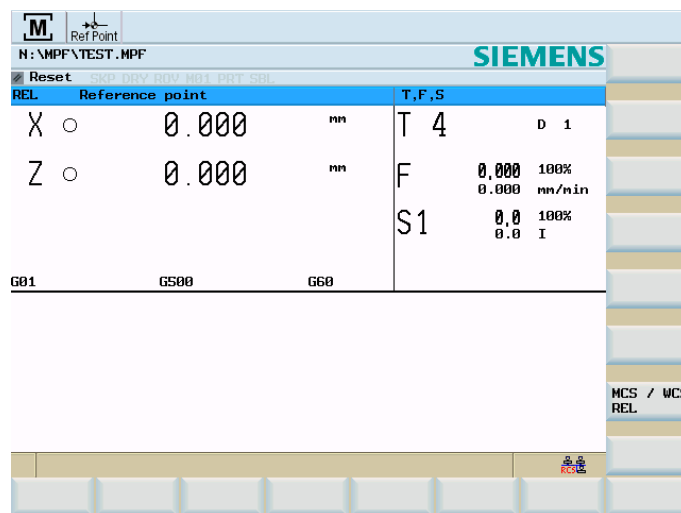 M
Ref Point
N:\MPF\TEST.MPF
SIEMENS
Reset SKP DRY ROV M01 PRT SBL
REL Reference point T,F,S
X 0.000 mm T 4 D 1
Z 0.000 mm F 0.000 100%
0.000 mm/min
S1 0.0 100%
0.0 I
G01 G500 G60
MCS / WC
REL
RCS